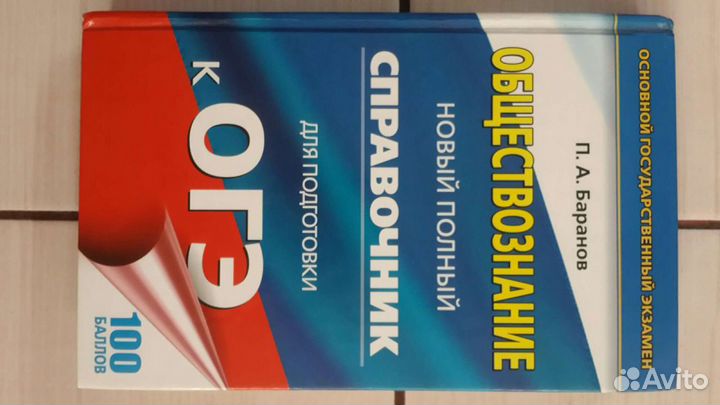 ОСНОВНОЙ ГОСУДАРСТВЕННЫЙ ЭКЗАМЕН
П. А. Баранов
ОБЩЕСТВОЗНАНИЕ
НОВЫЙ ПОЛНЫЙ
СПРАВОЧНИК
ДЛЯ ПОДГОТОВКИ
К ОГЭ
100
БАЛЛОВ
Avito